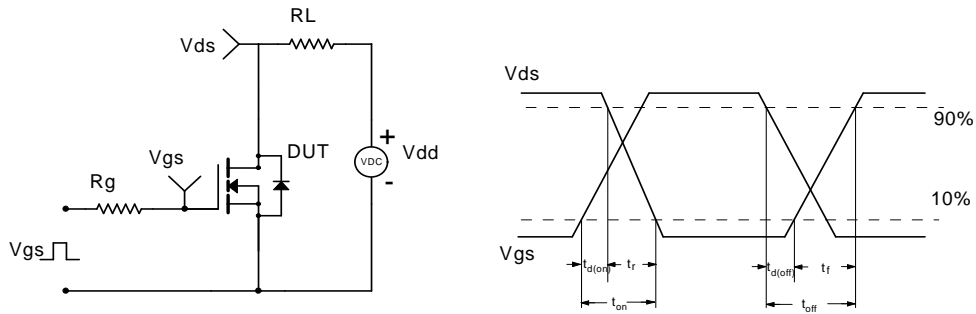 RL
Vds
Vgs
DUT
+
VDC
Vdd
-
Rg
Vgs
Vds
90%
10%
Vgs
td(on)
tr
td(off)
tf
ton
toff